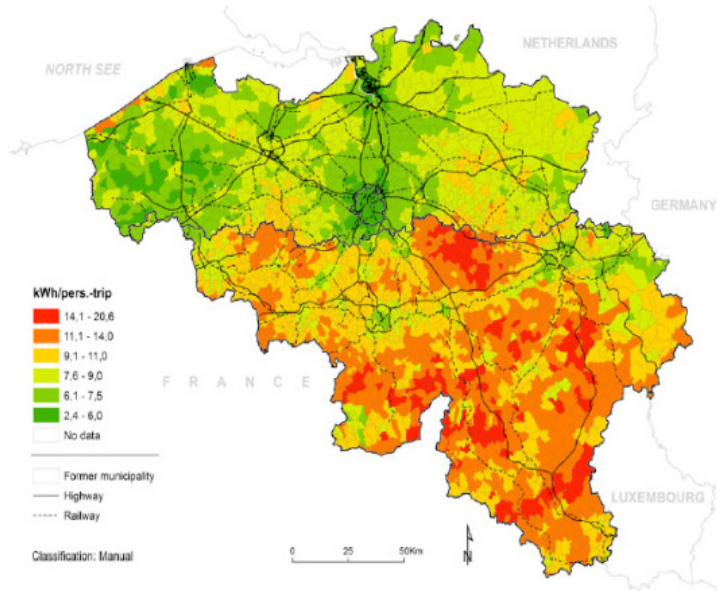 NETHERLANDS
NORTH SEE
GERMANY
kWh/pers.-trip
14,1 - 20,6
11,1 - 14,0
9,1 - 11,0
7,6 - 9,0
6,1 - 7,5
2,4 - 6,0
No data
FRANCE
Former municipality
Highway
Railway
LUXEMBOURG
Classification: Manual
0 25 50Km
N